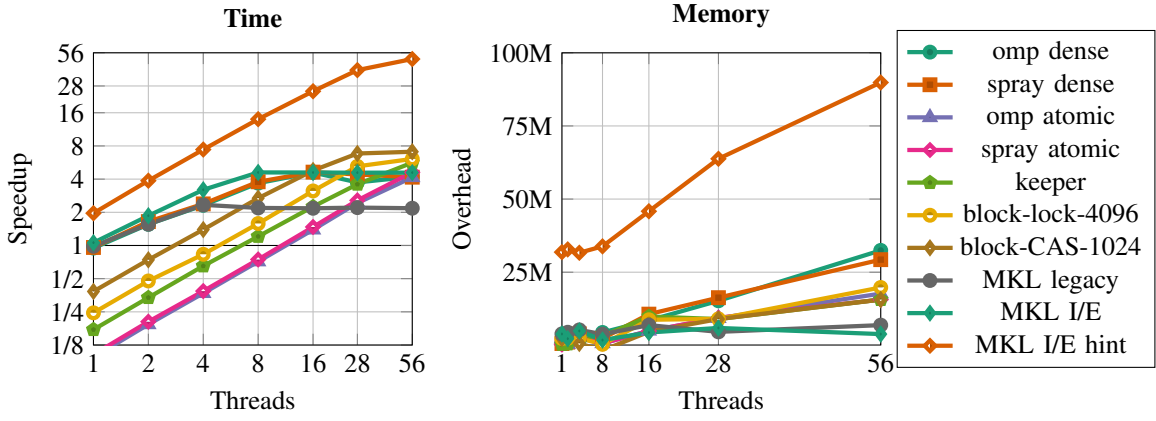 Time
56
28
16
8
4
2
1
1/2
1/4
1/8
Speedup
1 2 4 8 16 28 56
Threads
Memory
100M
75M
50M
25M
Overhead
1 8 16 28 56
Threads
omp dense
spray dense
omp atomic
spray atomic
keeper
block-lock-4096
block-CAS-1024
MKL legacy
MKL I/E
MKL I/E hint